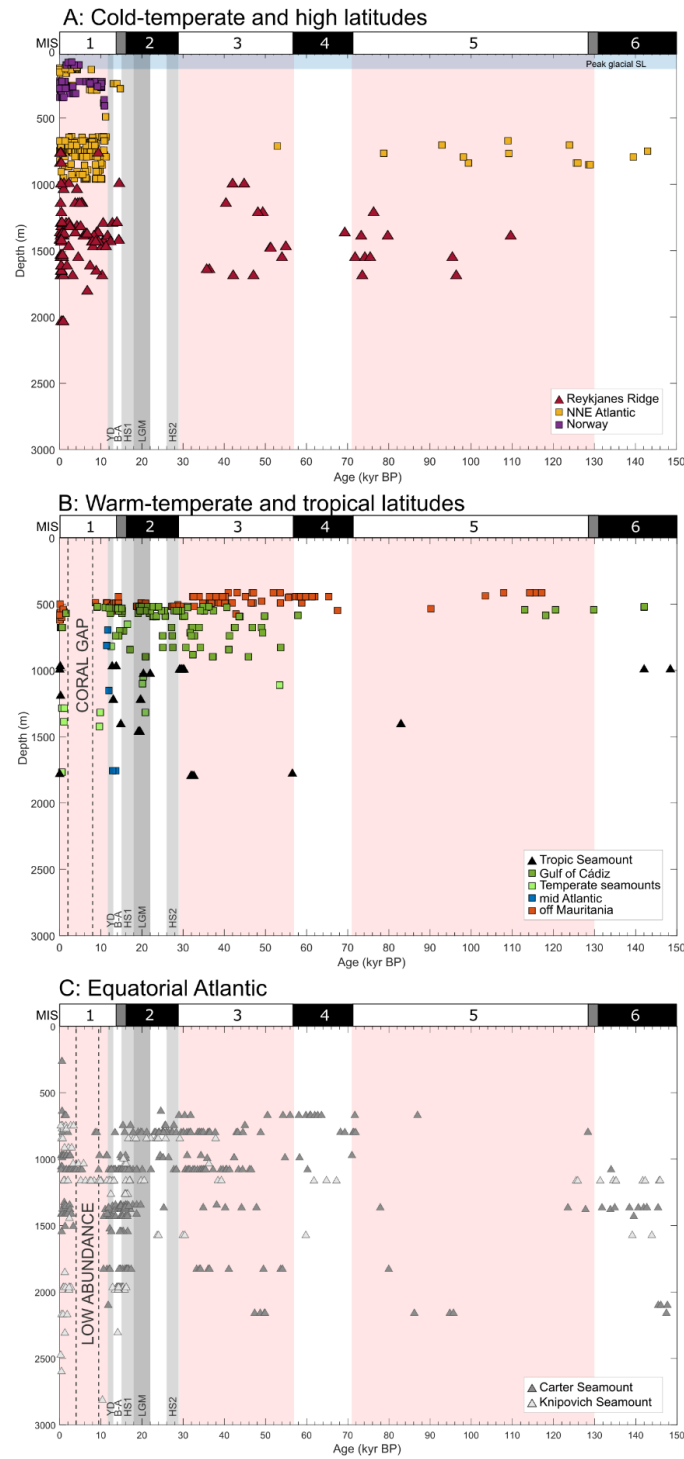 A: Cold-temperate and high latitudes
MIS 1 2 3 4 5 6
Peak glacial SL
0
500
1000
1500
2000
2500
3000
Depth (m)
YD
B-A
HS1
LGM
HS2
Reykjanes Ridge
NNE Atlantic
Norway
0 10 20 30 40 50 60 70 80 90 100 110 120 130 140 150
Age (kyr BP)
B: Warm-temperate and tropical latitudes
MIS 1 2 3 4 5 6
0
500
1000
1500
2000
2500
3000
Depth (m)
CORAL GAP
YD
B-A
HS1
LGM
HS2
Tropic Seamount
Gulf of Cádiz
Temperate seamounts
mid Atlantic
off Mauritania
0 10 20 30 40 50 60 70 80 90 100 110 120 130 140 150
Age (kyr BP)
C: Equatorial Atlantic
MIS 1 2 3 4 5 6
0
500
1000
1500
2000
2500
3000
Depth (m)
LOW ABUNDANCE
YD
B-A
HS1
LGM
HS2
Carter Seamount
Knipovich Seamount
0 10 20 30 40 50 60 70 80 90 100 110 120 130 140 150
Age (kyr BP)